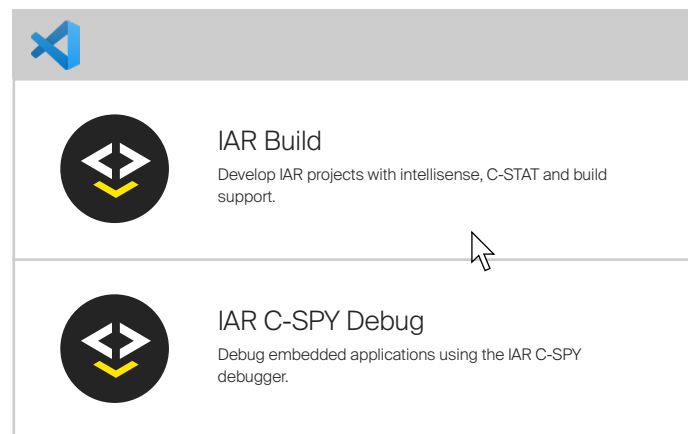 IAR Build
Develop IAR projects with intellisense, C-STAT and build
support.
IAR C-SPY Debug
Debug embedded applications using the IAR C-SPY
debugger.